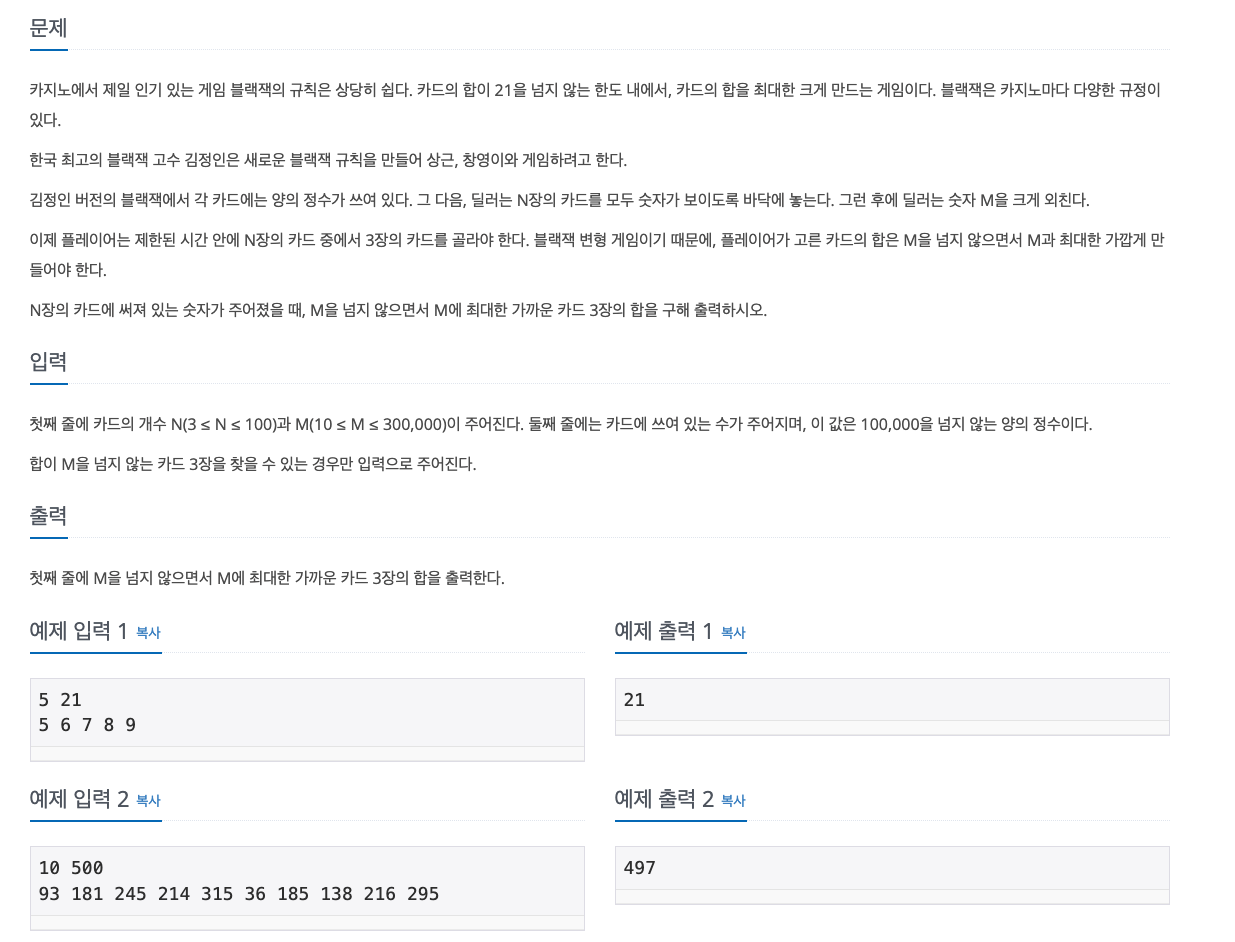 문제
카지노에서 제일 인기 있는 게임 블랙잭의 규칙은 상당히 쉽다. 카드의 합이 21을 넘지 않는 한도 내에서, 카드의 합을 최대한 크게 만드는 게임이다. 블랙잭은 카지노마다 다양한 규정이
있다.
한국 최고의 블랙잭 고수 김정인은 새로운 블랙잭 규칙을 만들어 상근, 창영이와 게임하려고 한다.
김정인 버전의 블랙잭에서 각 카드에는 양의 정수가 쓰여 있다. 그 다음, 딜러는 N장의 카드를 모두 숫자가 보이도록 바닥에 놓는다. 그런 후에 딜러는 숫자 M을 크게 외친다.
이제 플레이어는 제한된 시간 안에 N장의 카드 중에서 3장의 카드를 골라야 한다. 블랙잭 변형 게임이기 때문에, 플레이어가 고른 카드의 합은 M을 넘지 않으면서 M과 최대한 가깝게 만
들어야 한다.
N장의 카드에 써져 있는 숫자가 주어졌을 때, M을 넘지 않으면서 M에 최대한 가까운 카드 3장의 합을 구해 출력하시오.
입력
첫째 줄에 카드의 개수 N(3 ≤ N ≤ 100)과 M(10 ≤ M ≤ 300,000)이 주어진다. 둘째 줄에는 카드에 쓰여 있는 수가 주어지며, 이 값은 100,000을 넘지 않는 양의 정수이다.
합이 M을 넘지 않는 카드 3장을 찾을 수 있는 경우만 입력으로 주어진다.
출력
첫째 줄에 M을 넘지 않으면서 M에 최대한 가까운 카드 3장의 합을 출력한다.
예제 입력 1 복사
5 21
5 6 7 8 9
예제 출력 1 복사
21
예제 입력 2 복사
10 500
93 181 245 214 315 36 185 138 216 295
예제 출력 2 복사
497